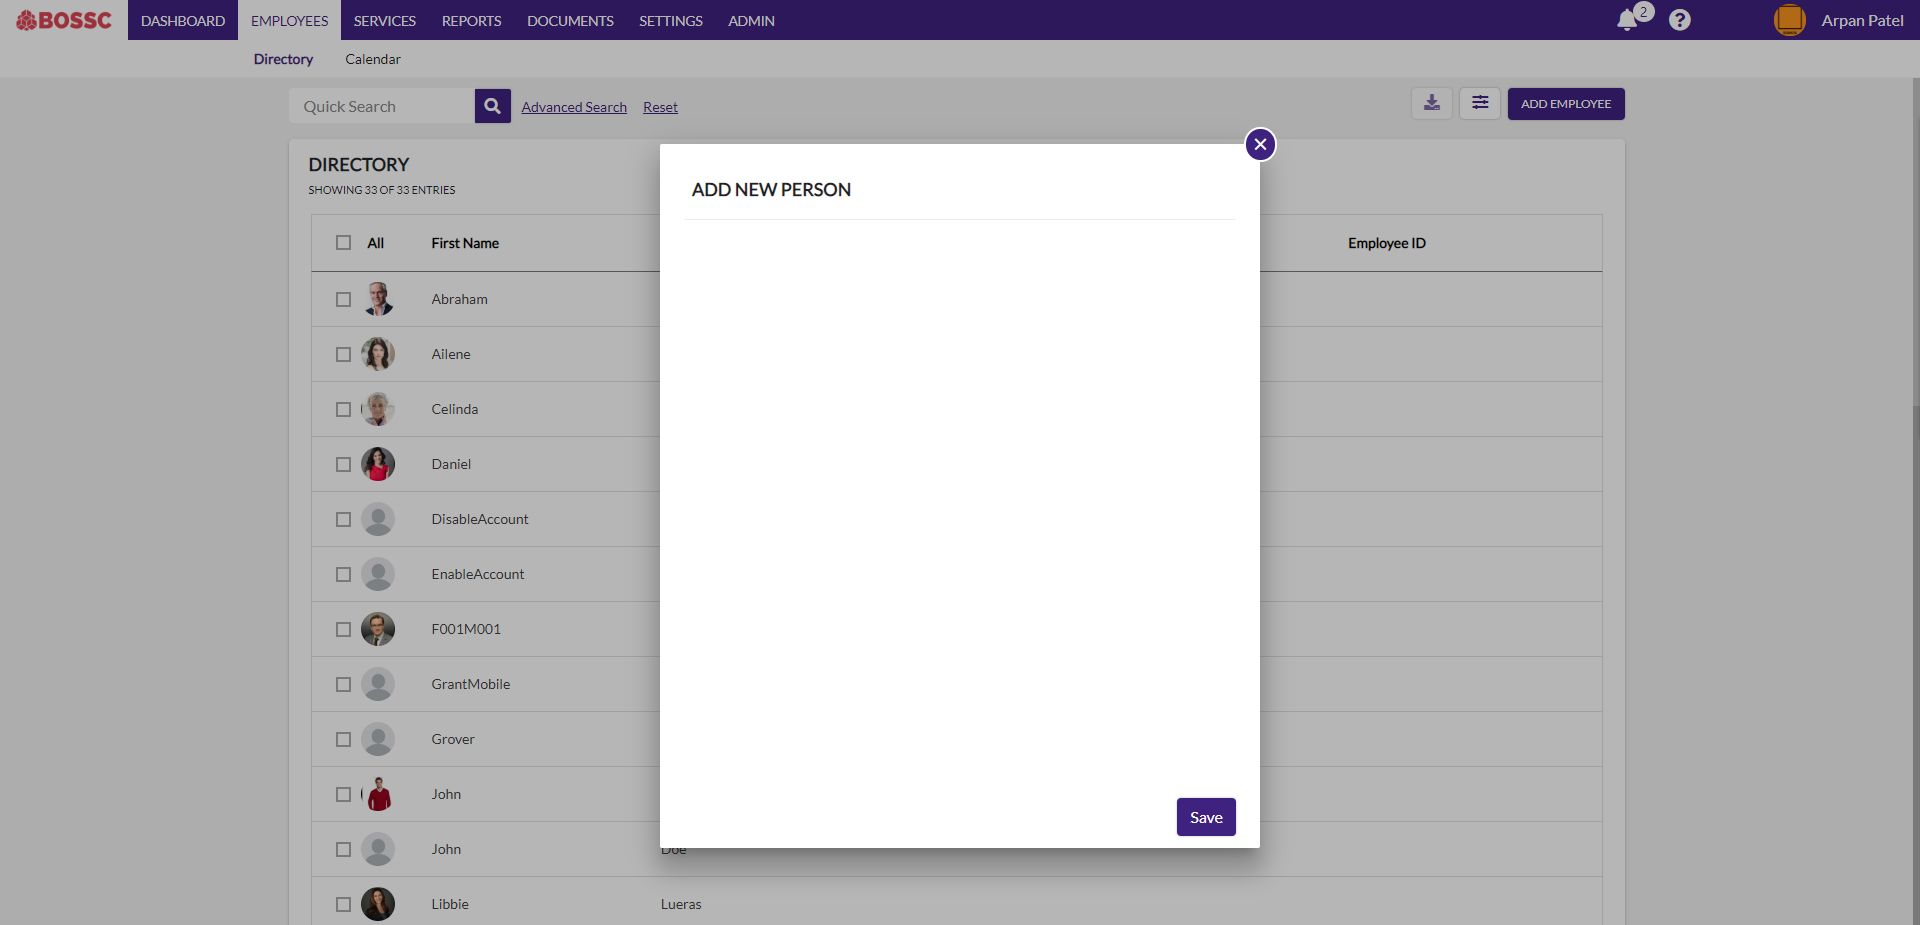 BOSSC
DASHBOARD EMPLOYEES SERVICES REPORTS DOCUMENTS SETTINGS ADMIN 2 ? Arpan Patel
Directory Calendar
Quick Search Advanced Search Reset ADD EMPLOYEE
DIRECTORY
SHOWING 33 OF 33 ENTRIES
ADD NEW PERSON
All First Name Employee ID
Abraham
Ailene
Celinda
Daniel
DisableAccount
EnableAccount
F001M001
GrantMobile
Grover
John
Save
John Doe
Libbie Lueras